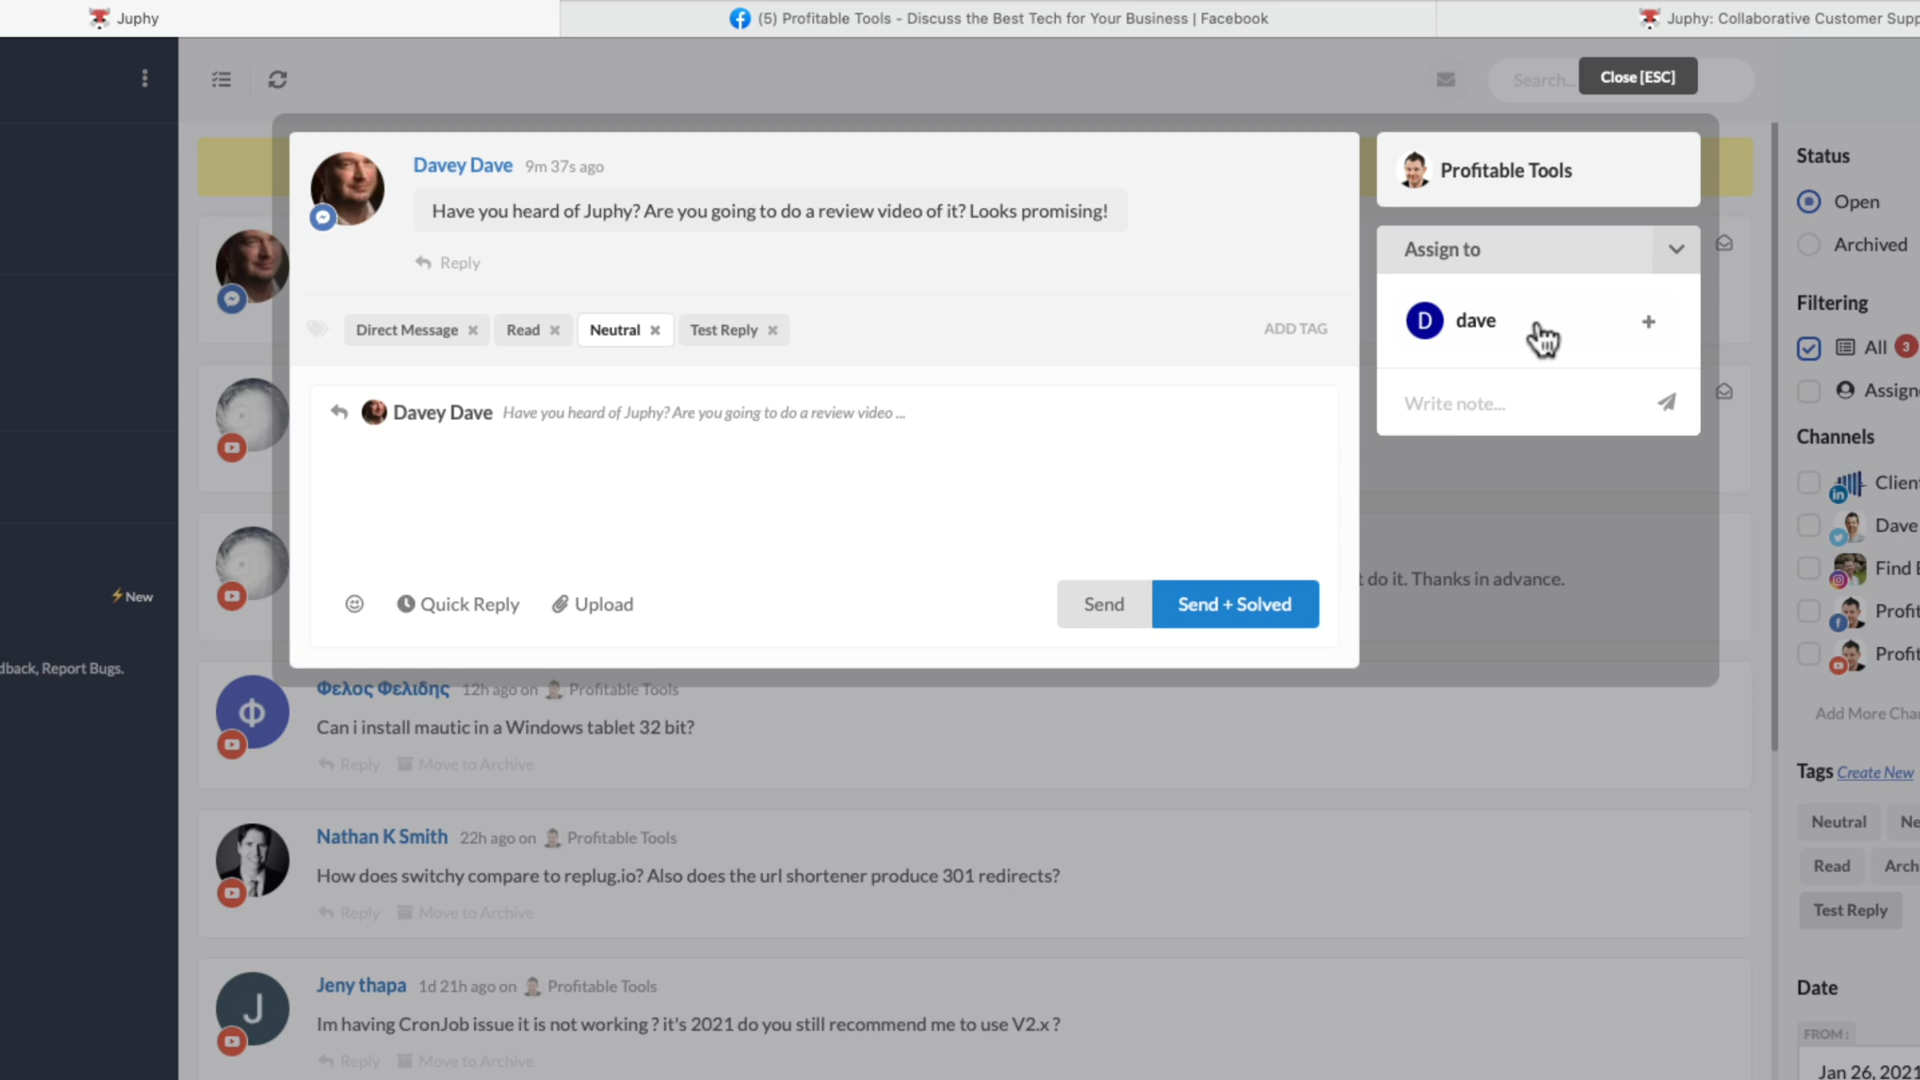 Juphy
(5) Profitable Tools - Discuss the Best Tech for Your Business | Facebook
Juphy: Collaborative Customer Supp
Search...
Close [ESC]
Davey Dave 9m 37s ago
Have you heard of Juphy? Are you going to do a review video of it? Looks promising!
Reply
Direct Message
Read
Neutral
Test Reply
ADD TAG
Davey Dave Have you heard of Juphy? Are you going to do a review video ...
Quick Reply
Upload
Send
Send + Solved
Profitable Tools
Assign to
D dave
Write note...
t do it. Thanks in advance.
New
dback, Report Bugs.
Φ
Φελος Φελιδης 12h ago on Profitable Tools
Can i install mautic in a Windows tablet 32 bit?
Reply Move to Archive
Nathan K Smith 22h ago on Profitable Tools
How does switchy compare to replug.io? Also does the url shortener produce 301 redirects?
Reply Move to Archive
J
Jeny thapa 1d 21h ago on Profitable Tools
Im having CronJob issue it is not working ? it's 2021 do you still recommend me to use V2.x ?
Reply Move to Archive
Status
Open
Archived
Filtering
All 3
Assign
Channels
Client
Dave
Find
Profit
Profit
Add More Cha
Tags Create New
Neutral
Ne
Read
Arch
Test Reply
Date
FROM :
Jan 26, 2021